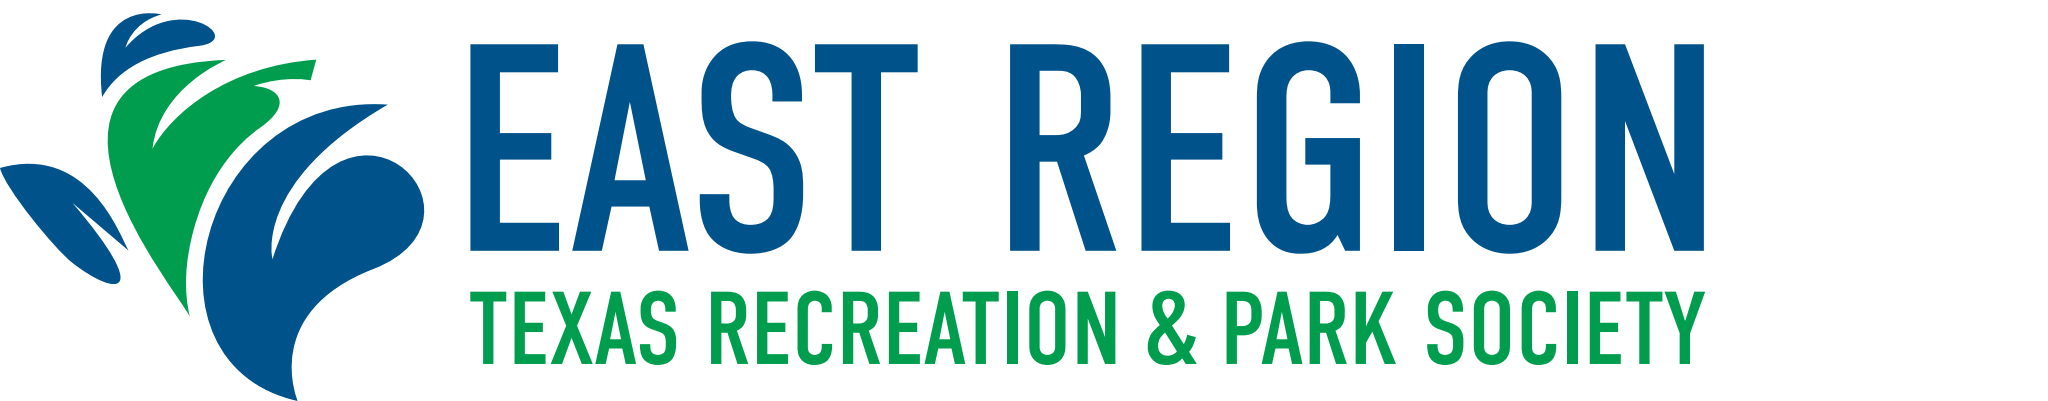 EAST REGION
TEXAS RECREATION & PARK SOCIETY